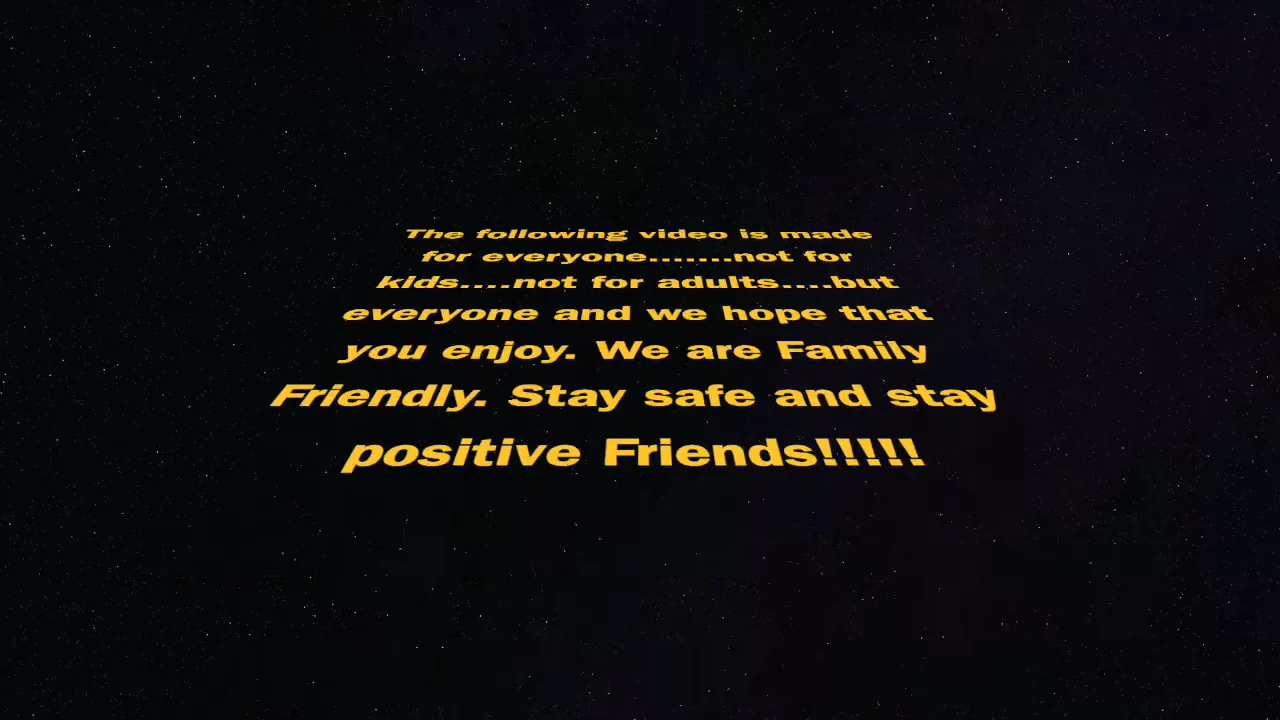 The following video is made
for everyone.......not for
kids....not for adults....but
everyone and we hope that
you enjoy. We are Family
Friendly. Stay safe and stay
positive Friends!!!!!